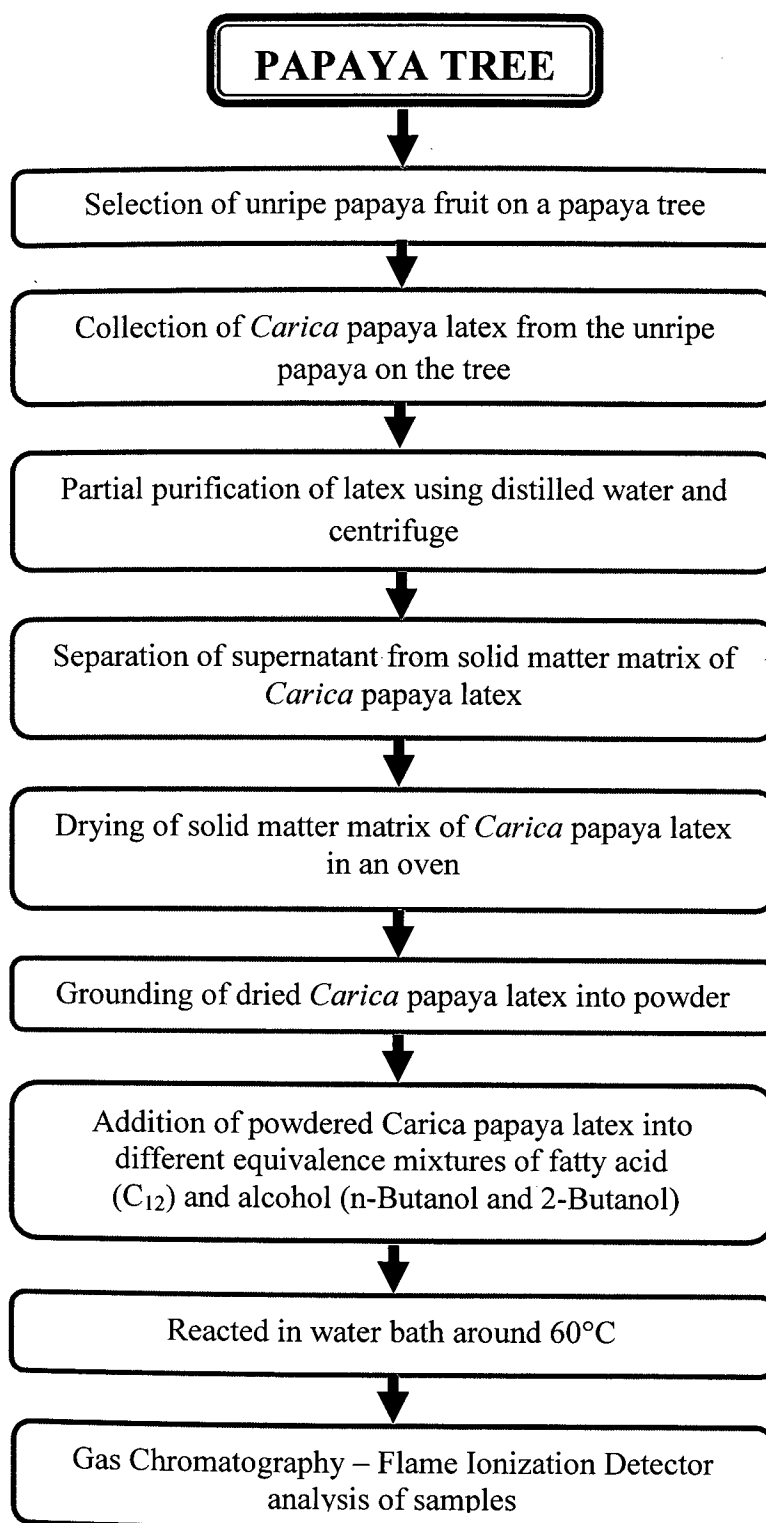 PAPAYA TREE
Selection of unripe papaya fruit on a papaya tree
Collection of Carica papaya latex from the unripe
papaya on the tree
Partial purification of latex using distilled water and
centrifuge
Separation of supernatant from solid matter matrix of
Carica papaya latex
Drying of solid matter matrix of Carica papaya latex
in an oven
Grounding of dried Carica papaya latex into powder
Addition of powdered Carica papaya latex into
different equivalence mixtures of fatty acid
(C₁₂) and alcohol (n-Butanol and 2-Butanol)
Reacted in water bath around 60°C
Gas Chromatography – Flame Ionization Detector
analysis of samples